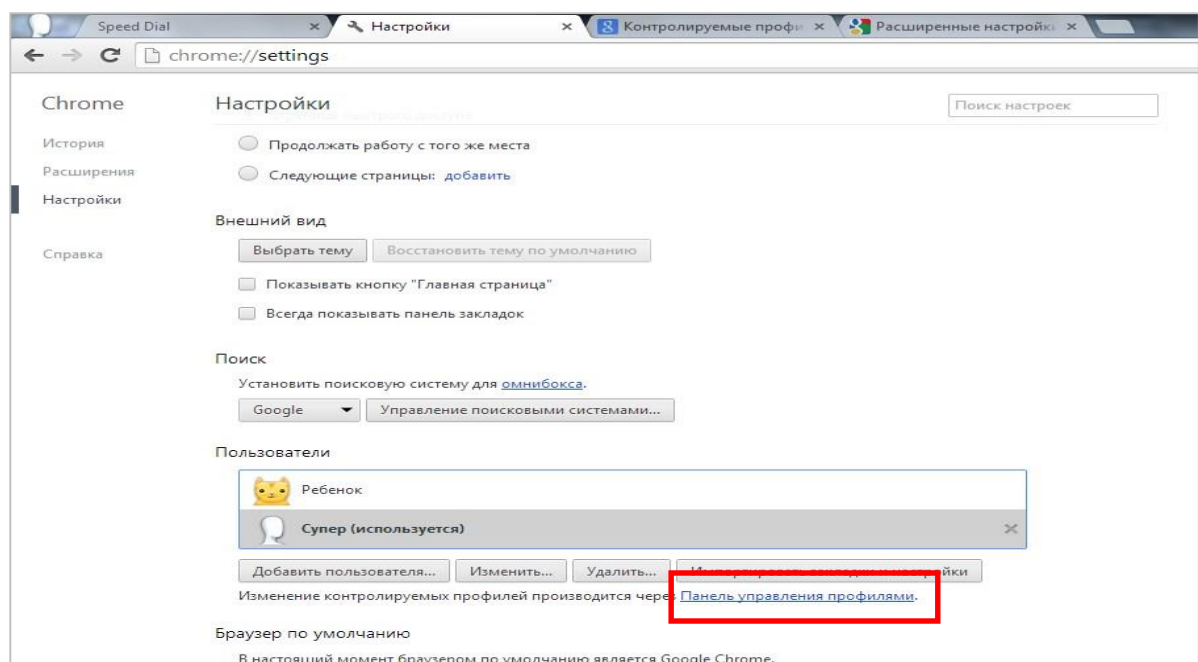 Speed Dial
Настройки
Контролируемые профи
Расширенные настройк
chrome://settings
Chrome
Настройки
Поиск настроек
История
Продолжать работу с того же места
Расширения
Следующие страницы: добавить
Настройки
Внешний вид
Справка
Выбрать тему
Восстановить тему по умолчанию
Показывать кнопку "Главная страница"
Всегда показывать панель закладок
Поиск
Установить поисковую систему для омнибокса.
Google
Управление поисковыми системами...
Пользователи
Ребенок
Супер (используется)
Добавить пользователя...
Изменить...
Удалить...
Импортировать закладки и настройки
Изменение контролируемых профилей производится через Панель управления профилями.
Браузер по умолчанию
В настоящий момент браузером по умолчанию является Google Chrome.